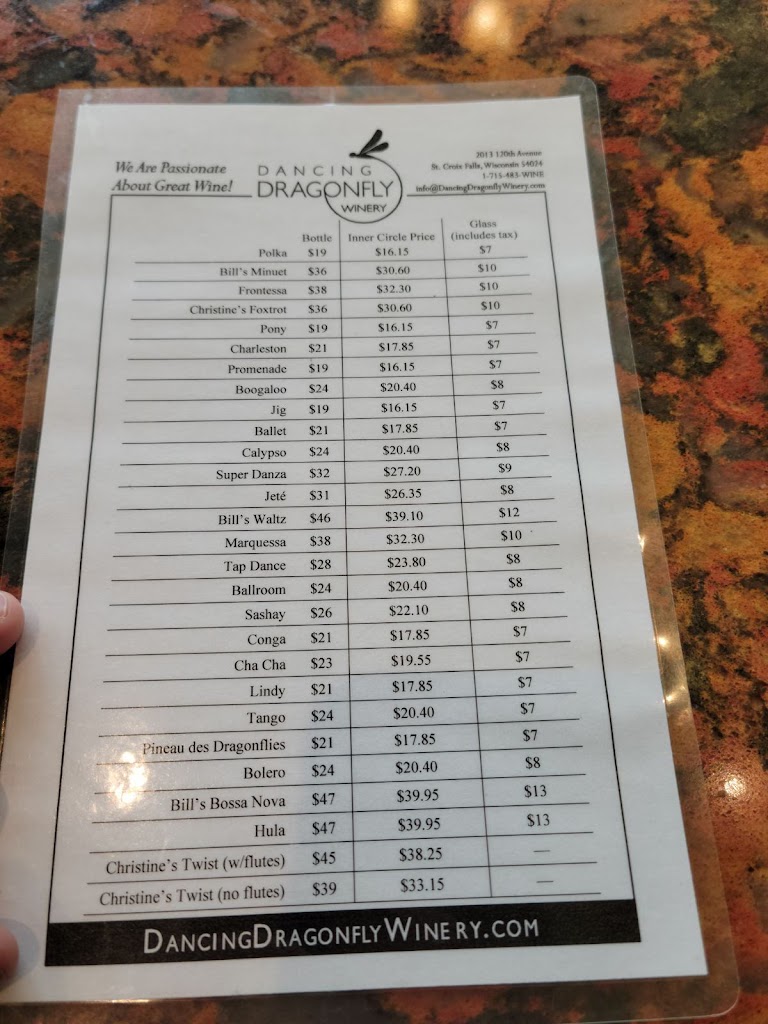 We Are Passionate
About Great Wine!
DANCING
DRAGONFLY
WINERY
2013 120th Avenue
St. Croix Falls, Wisconsin 54024
1-715-483-WINE
info@DancingDragonflyWinery.com
Bottle Inner Circle Price Glass (includes tax)
Polka $19 $16.15 $7
Bill's Minuet $36 $30.60 $10
Frontessa $38 $32.30 $10
Christine's Foxtrot $36 $30.60 $10
Pony $19 $16.15 $7
Charleston $21 $17.85 $7
Promenade $19 $16.15 $7
Boogaloo $24 $20.40 $8
Jig $19 $16.15 $7
Ballet $21 $17.85 $7
Calypso $24 $20.40 $8
Super Danza $32 $27.20 $9
Jeté $31 $26.35 $8
Bill's Waltz $46 $39.10 $12
Marquessa $38 $32.30 $10
Tap Dance $28 $23.80 $8
Ballroom $24 $20.40 $8
Sashay $26 $22.10 $8
Conga $21 $17.85 $7
Cha Cha $23 $19.55 $7
Lindy $21 $17.85 $7
Tango $24 $20.40 $7
Pineau des Dragonflies $21 $17.85 $7
Bolero $24 $20.40 $8
Bill's Bossa Nova $47 $39.95 $13
Hula $47 $39.95 $13
Christine's Twist (w/flutes) $45 $38.25 —
Christine's Twist (no flutes) $39 $33.15 —
DANCINGDRAGONFLYWINERY.COM